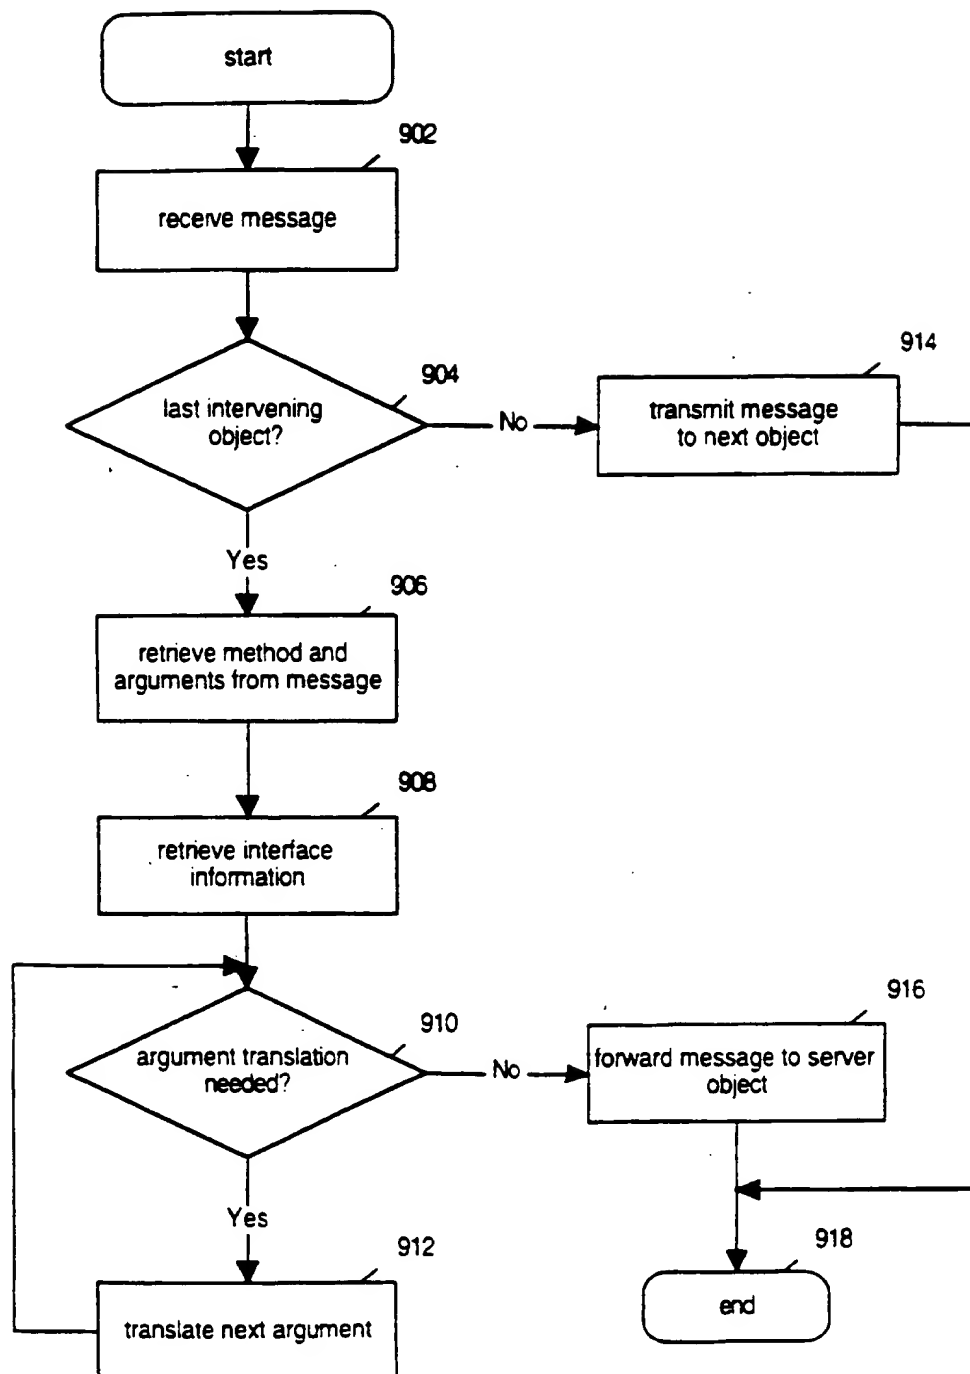 start
902
receive message
904
last intervening
object?
No
914
transmit message
to next object
Yes
906
retrieve method and
arguments from message
908
retrieve interface
information
910
argument translation
needed?
No
916
forward message to server
object
Yes
912
translate next argument
918
end